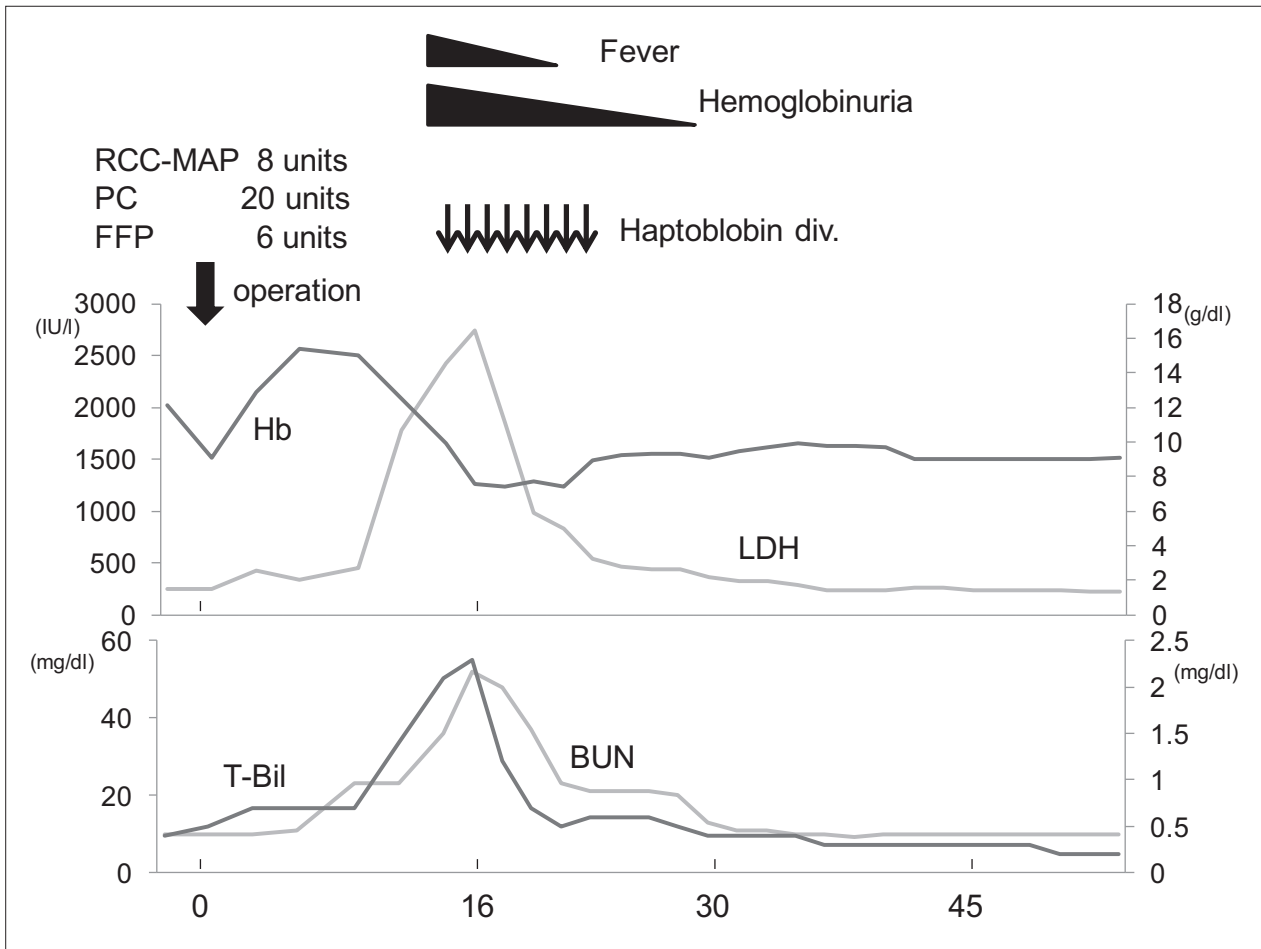 Fever
Hemoglobinuria
RCC-MAP 8 units
PC 20 units
FFP 6 units
Haptoblobin div.
operation
3000
(IU/l)
2500
2000
1500
1000
500
0
18
(g/dl)
16
14
12
10
8
6
4
2
0
Hb
LDH
0
16
60
(mg/dl)
40
20
0
2.5
(mg/dl)
2
1.5
1
0.5
0
T-Bil
BUN
0
16
30
45